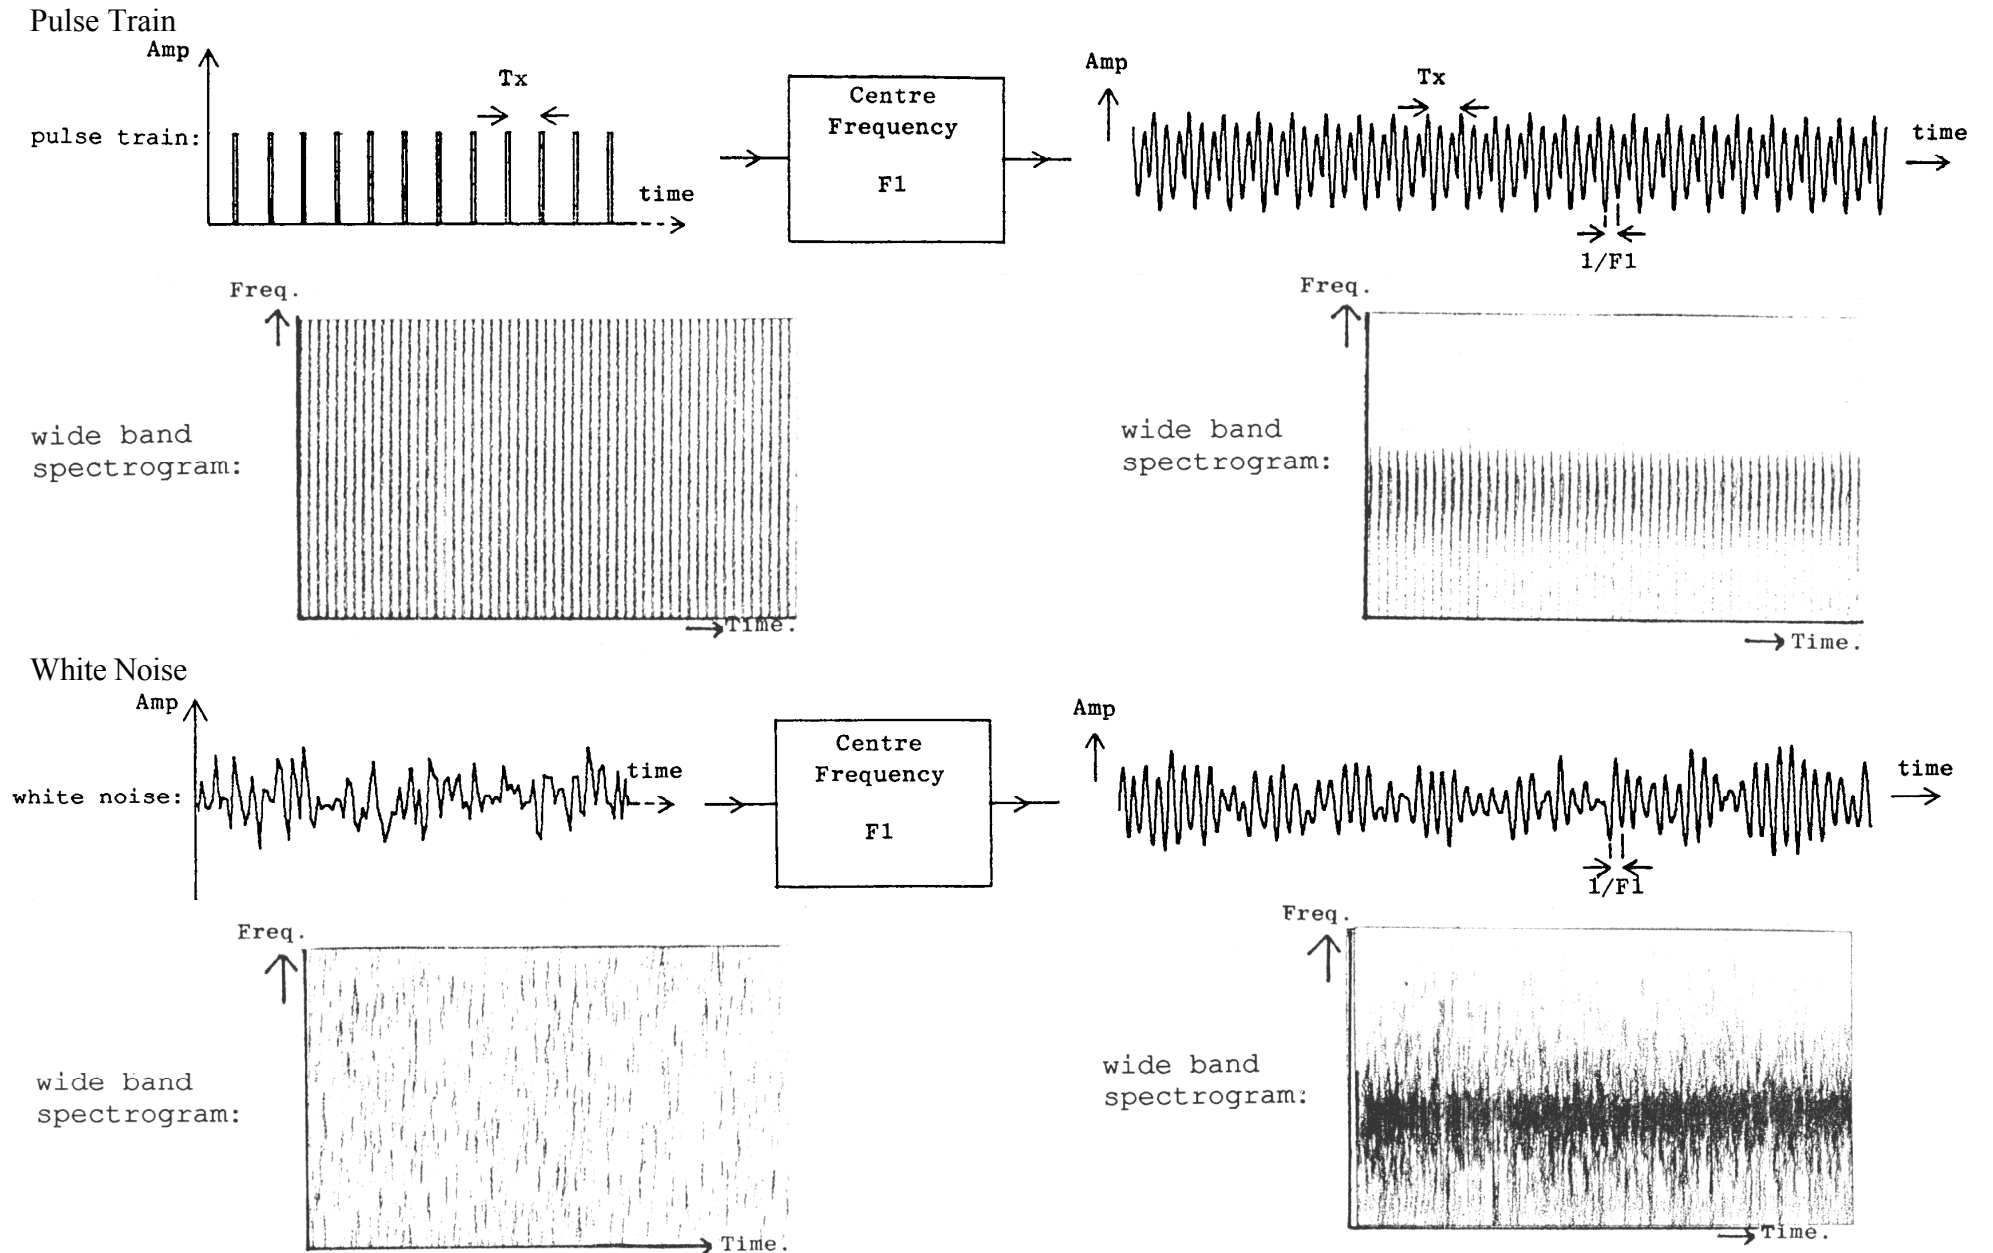 Pulse Train
Amp
Tx
pulse train:
time
Centre
Frequency
F1
Amp
Tx
time
1/F1
Freq.
wide band
spectrogram:
Time.
Freq.
wide band
spectrogram:
Time.
White Noise
Amp
white noise:
time
Centre
Frequency
F1
Amp
time
1/F1
Freq.
wide band
spectrogram:
Time.
Freq.
wide band
spectrogram:
Time.